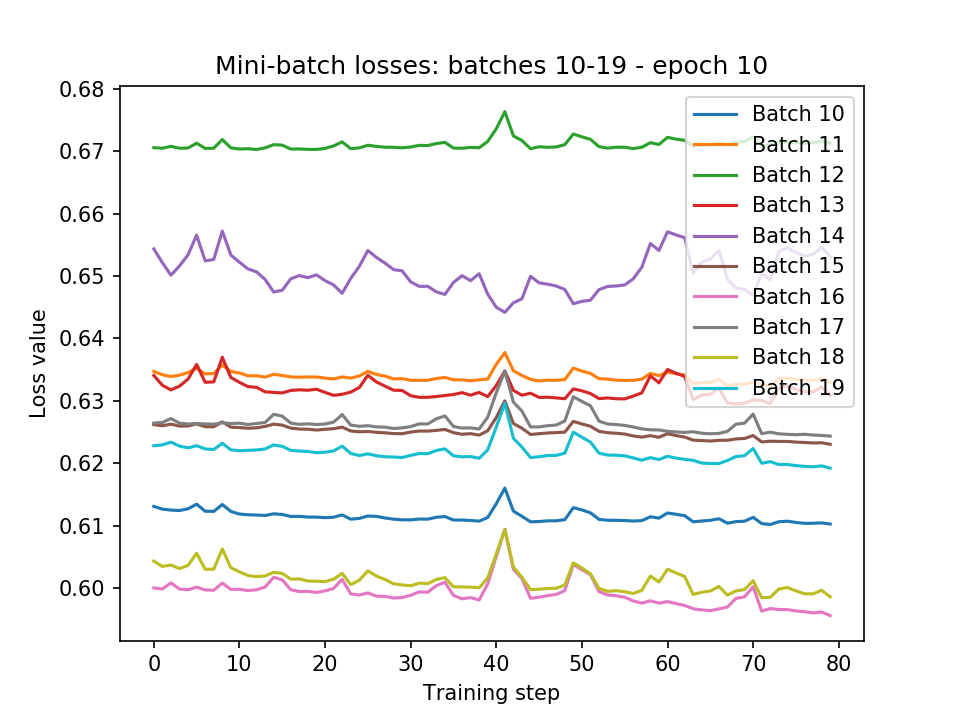 Mini-batch losses: batches 10-19 - epoch 10
0.68
0.67
0.66
0.65
0.64
0.63
0.62
0.61
0.60
Loss value
0
10
20
30
40
50
60
70
80
Training step
Batch 10
Batch 11
Batch 12
Batch 13
Batch 14
Batch 15
Batch 16
Batch 17
Batch 18
Batch 19